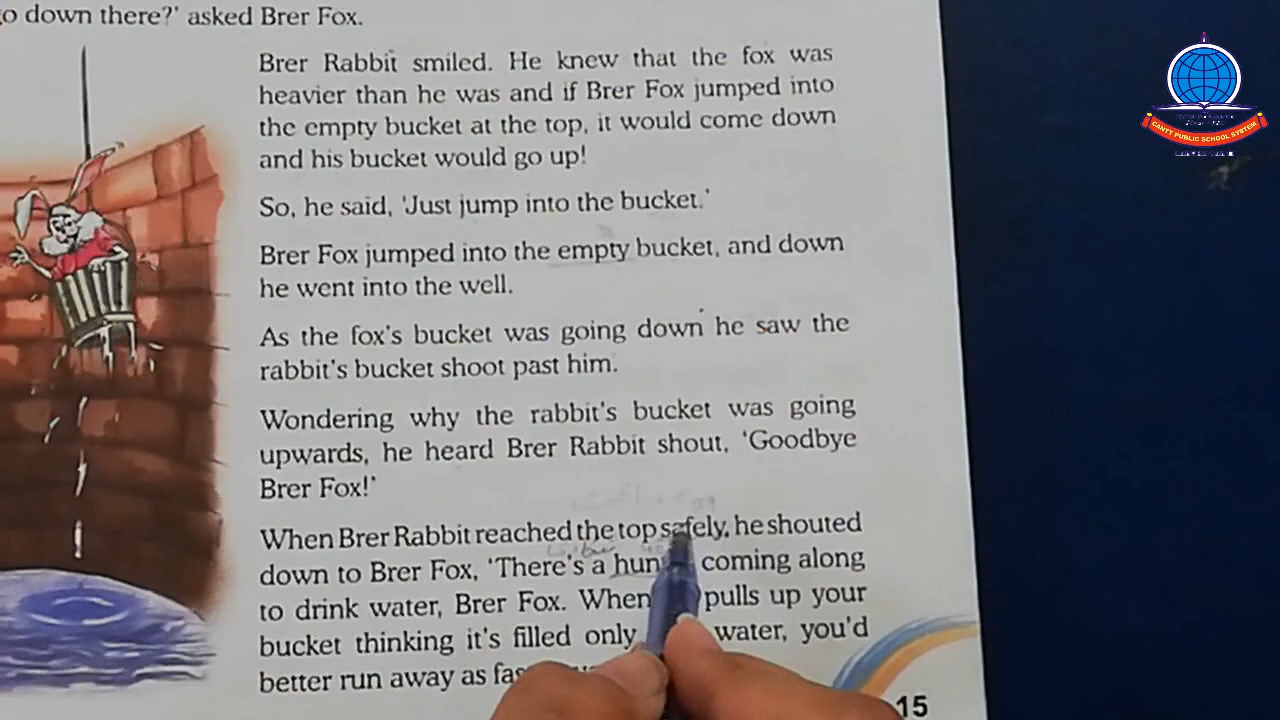 o down there?' asked Brer Fox.
Brer Rabbit smiled. He knew that the fox was
heavier than he was and if Brer Fox jumped into
the empty bucket at the top, it would come down
and his bucket would go up!
So, he said, 'Just jump into the bucket.'
Brer Fox jumped into the empty bucket, and down
he went into the well.
As the fox's bucket was going down he saw the
rabbit's bucket shoot past him.
Wondering why the rabbit's bucket was going
upwards, he heard Brer Rabbit shout, 'Goodbye
Brer Fox!'
When Brer Rabbit reached the top safely, he shouted
down to Brer Fox, 'There's a hun coming along
to drink water, Brer Fox. When pulls up your
bucket thinking it's filled only water, you'd
better run away as fas
15
CANTT PUBLIC SCHOOL SYSTEM